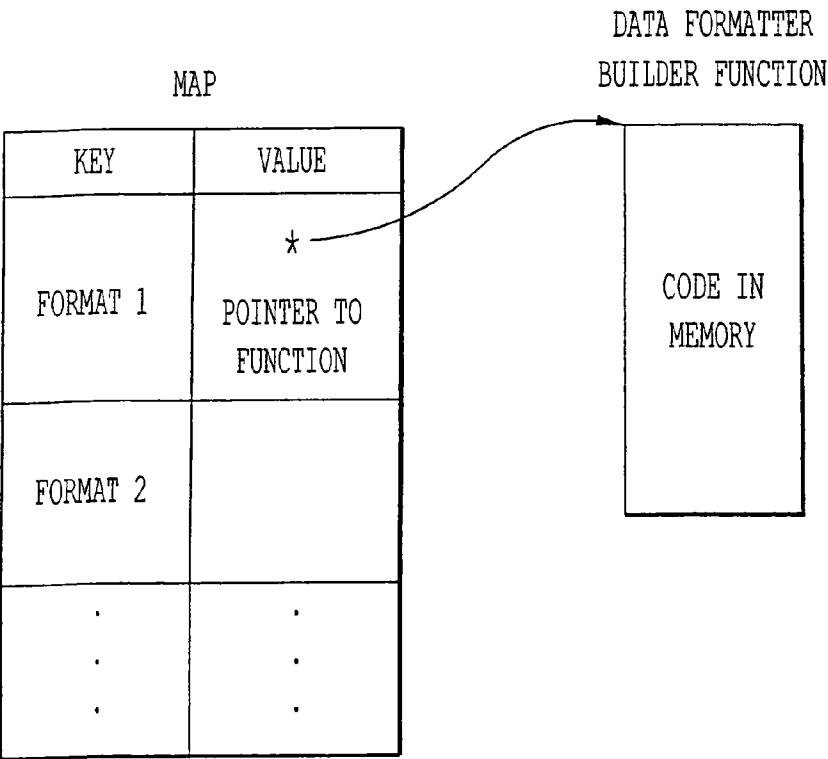 DATA FORMATTER
BUILDER FUNCTION
MAP
KEY VALUE
*
FORMAT 1
POINTER TO
FUNCTION
CODE IN
MEMORY
FORMAT 2